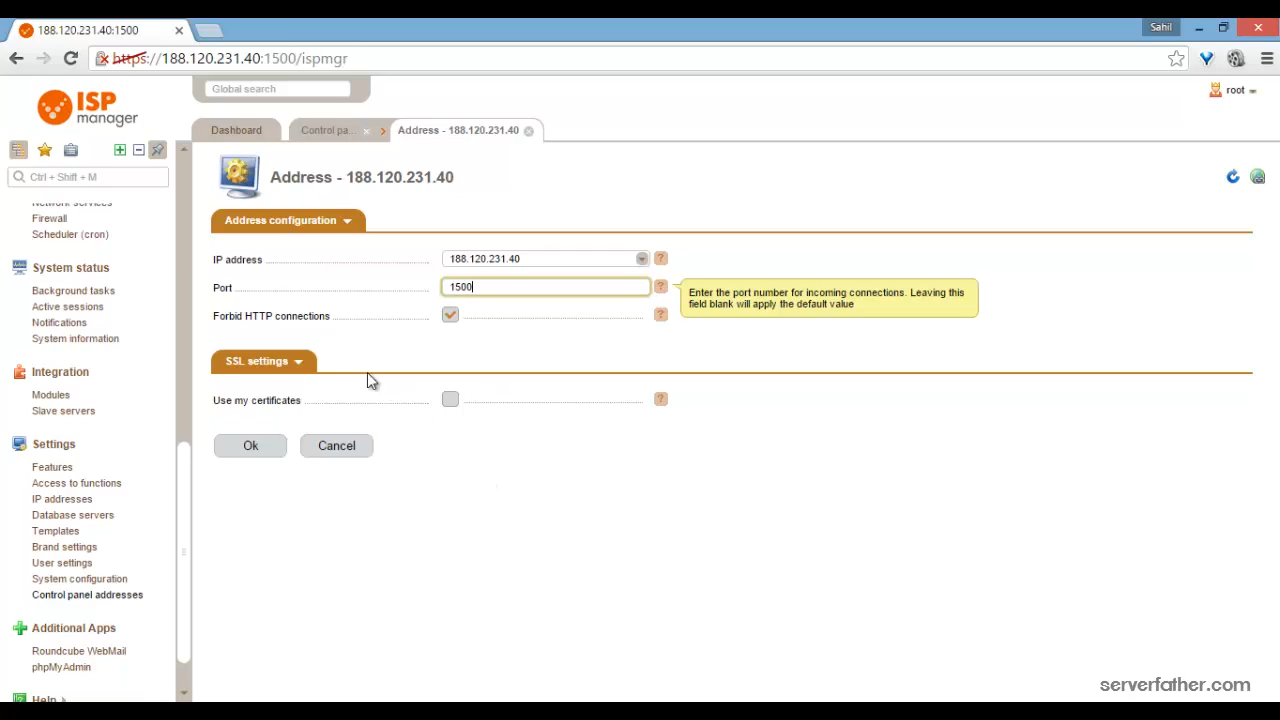 188.120.231.40:1500
Sahil
https://188.120.231.40:1500/ispmgr
ISP
manager
Global search
root
Dashboard
Control pa...
Address - 188.120.231.40
Ctrl + Shift + M
Address - 188.120.231.40
Network services
Firewall
Scheduler (cron)
System status
Background tasks
Active sessions
Notifications
System information
Integration
Modules
Slave servers
Settings
Features
Access to functions
IP addresses
Database servers
Templates
Brand settings
User settings
System configuration
Control panel addresses
Additional Apps
Roundcube WebMail
phpMyAdmin
Help
Address configuration
IP address
188.120.231.40
?
Port
1500
?
Enter the port number for incoming connections. Leaving this
field blank will apply the default value
Forbid HTTP connections
?
SSL settings
Use my certificates
?
Ok
Cancel
serverfather.com